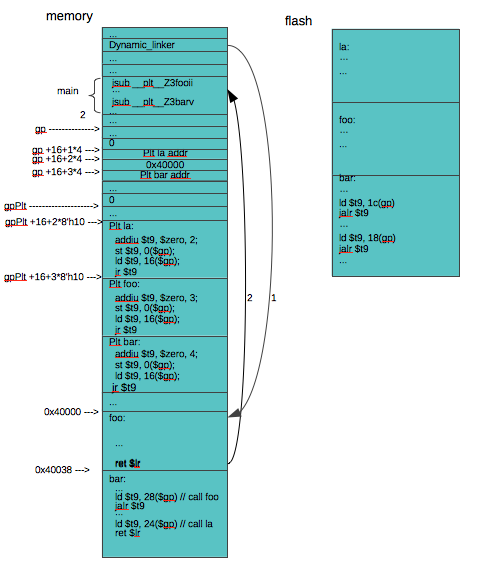 memory
flash
...
Dynamic_linker
...
...
jsub __plt__Z3fooii
...
jsub __plt__Z3barv
...
main
2
...
gp -------------->
...
0
gp +16+1*4 --->
Plt la addr
gp +16+2*4 --->
0x40000
gp +16+3*4 --->
Plt bar addr
...
gpPlt -------------------->
0
gpPlt +16+2*8'h10 --->
...
Plt la:
addiu $t9, $zero, 2;
st $t9, 0($gp);
ld $t9, 16($gp);
jr $t9
gpPlt +16+3*8'h10 --->
Plt foo:
addiu $t9, $zero, 3;
st $t9, 0($gp);
ld $t9, 16($gp);
jr $t9
Plt bar:
addiu $t9, $zero, 4;
st $t9, 0($gp);
ld $t9, 16($gp);
jr $t9
...
0x40000 --->
foo:
...
ret $lr
0x40038 --->
bar:
...
ld $t9, 28($gp) // call foo
jalr $t9
...
ld $t9, 24($gp) // call la
ret $lr
2
1
la:
...
...
foo:
...
...
bar:
...
ld $t9, 1c(gp)
jalr $t9
...
ld $t9, 18(gp)
jalr $t9
...